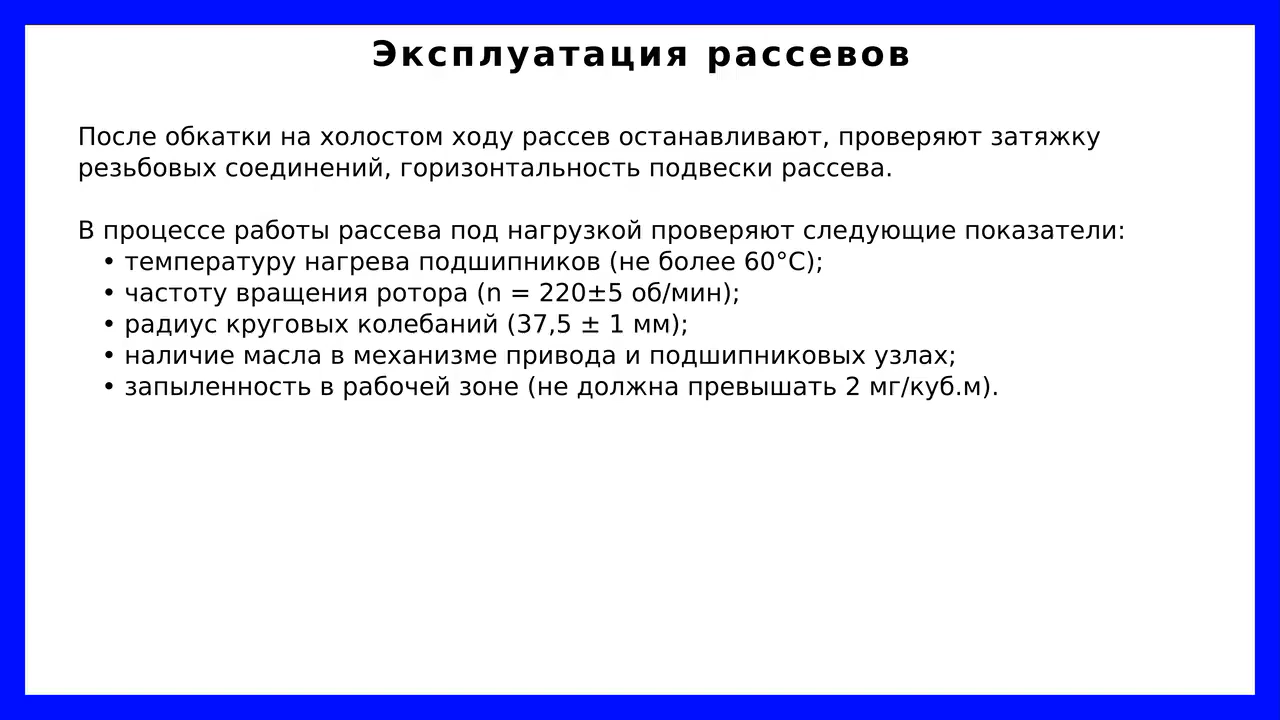 Эксплуатация рассевов
После обкатки на холостом ходу рассев останавливают, проверяют затяжку
резьбовых соединений, горизонтальность подвески рассева.
В процессе работы рассева под нагрузкой проверяют следующие показатели:
• температуру нагрева подшипников (не более 60°С);
• частоту вращения ротора (n = 220±5 об/мин);
• радиус круговых колебаний (37,5 ± 1 мм);
• наличие масла в механизме привода и подшипниковых узлах;
• запыленность в рабочей зоне (не должна превышать 2 мг/куб.м).